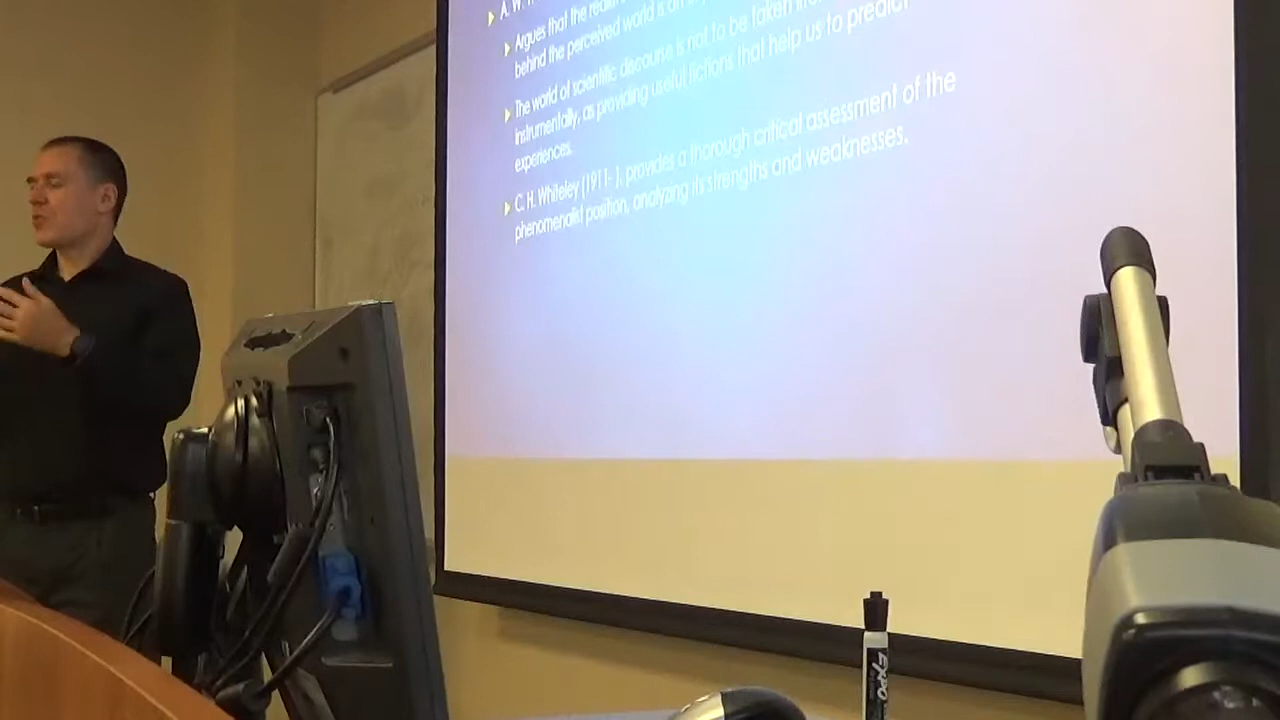 A. W.
Argues that the reali
behind the perceived world is an
The world of scientific discourse is not to be taken lite
instrumentally, as providing useful fictions that help us to predict
experiences.
C. H. Whiteley (1911- ), provides a thorough critical assessment of the
phenomenalist position, analyzing its strengths and weaknesses.
EXPO